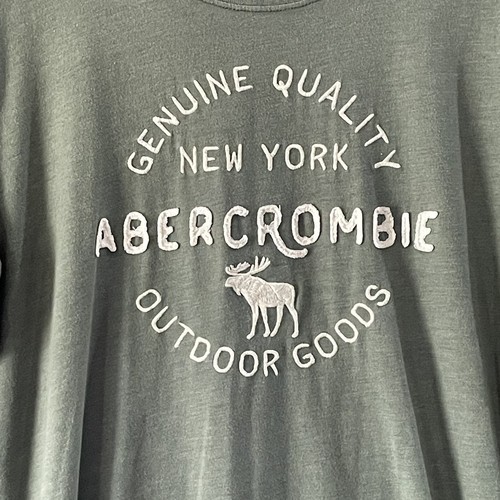 GENUINE QUALITY
NEW YORK
ABERCROMBIE
OUTDOOR GOODS